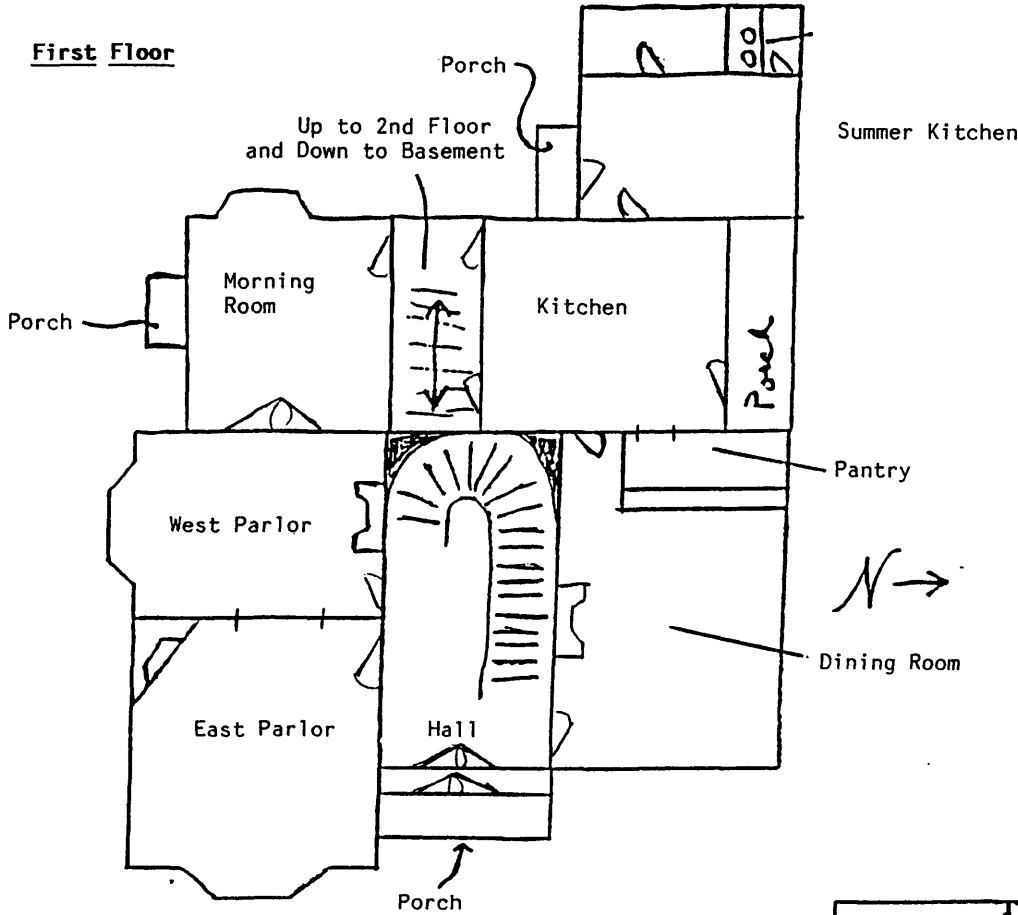 First Floor
Porch
Up to 2nd Floor
and Down to Basement
Summer Kitchen
Morning
Room
Kitchen
Porch
Porch
Pantry
West Parlor
N
Dining Room
East Parlor
Hall
Porch